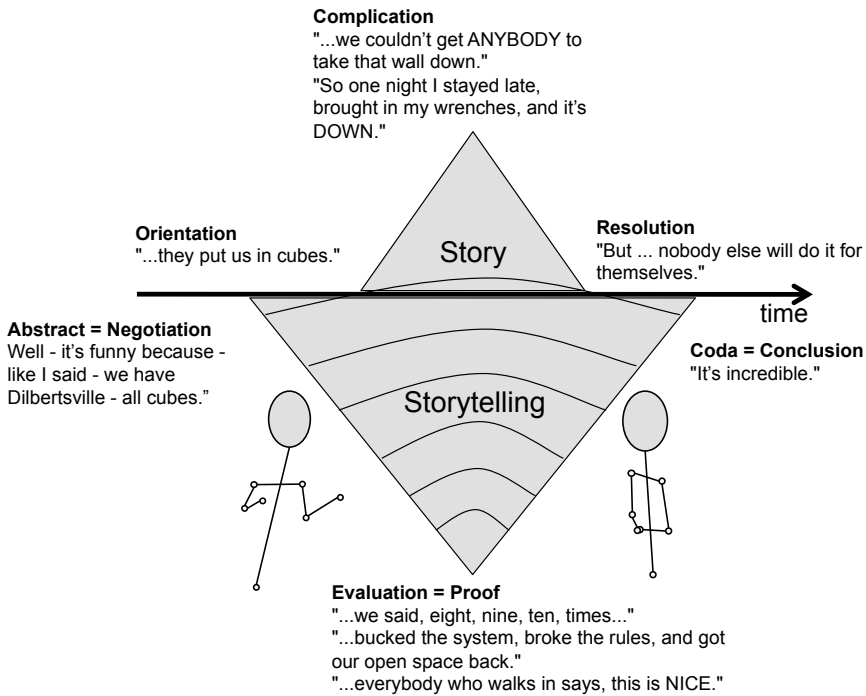 Complication
"...we couldn't get ANYBODY to
take that wall down."
"So one night I stayed late,
brought in my wrenches, and it's
DOWN."
Orientation
"...they put us in cubes."
Story
Resolution
"But ... nobody else will do it for
themselves."
time
Abstract = Negotiation
Well - it's funny because -
like I said - we have
Dilbertsville - all cubes.”
Coda = Conclusion
"It's incredible."
Storytelling
Evaluation = Proof
"...we said, eight, nine, ten, times..."
"...bucked the system, broke the rules, and got
our open space back."
"...everybody who walks in says, this is NICE."